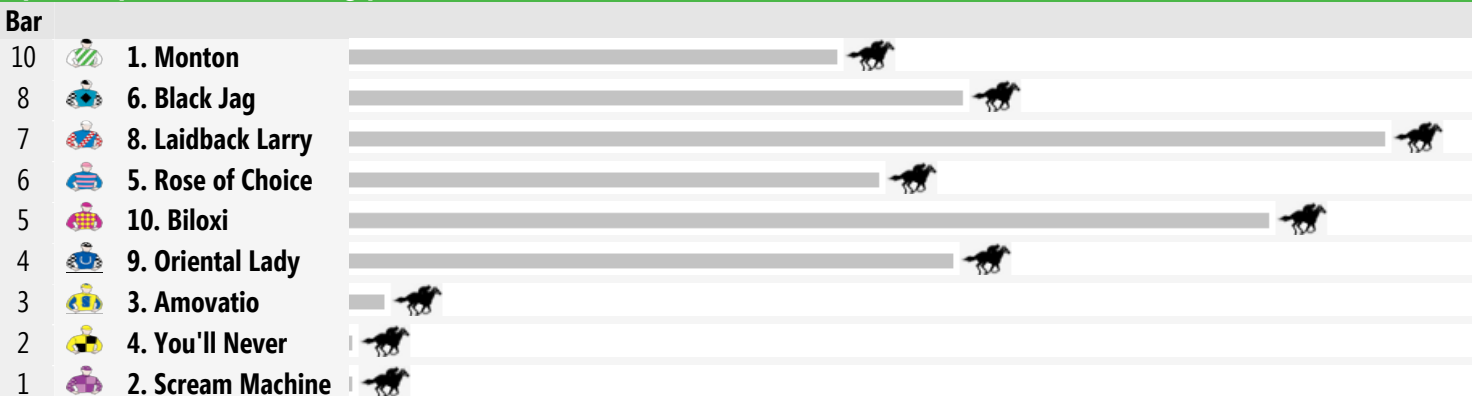 Bar
10 1. Monton
8 6. Black Jag
7 8. Laidback Larry
6 5. Rose of Choice
5 10. Biloxi
4 9. Oriental Lady
3 3. Amovatio
2 4. You'll Never
1 2. Scream Machine